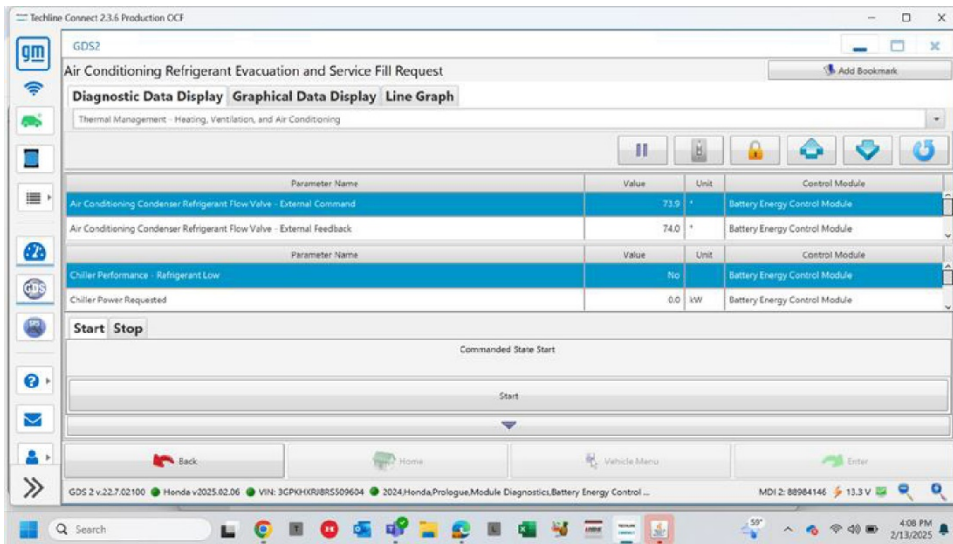 Techline Connect 2.3.6 Production OCF
gm
GDS2
Air Conditioning Refrigerant Evacuation and Service Fill Request
Add Bookmark
Diagnostic Data Display Graphical Data Display Line Graph
Thermal Management - Heating, Ventilation, and Air Conditioning
Parameter Name Value Unit Control Module
Air Conditioning Condenser Refrigerant Flow Valve - External Command 73.9 ° Battery Energy Control Module
Air Conditioning Condenser Refrigerant Flow Valve - External Feedback 74.0 ° Battery Energy Control Module
Parameter Name Value Unit Control Module
Chiller Performance - Refrigerant Low No Battery Energy Control Module
Chiller Power Requested 0.0 kW Battery Energy Control Module
Start Stop
Commanded State Start
Start
Back Home Vehicle Menu Enter
GDS 2 v.22.7.02100 Honda v2025.02.06 VIN: 3GPKHXRJ8RS509604 2024,Honda,Prologue,Module Diagnostics,Battery Energy Control ... MDI 2: 88984146 13.3 V
Search
59°
4:08 PM
2/13/2025